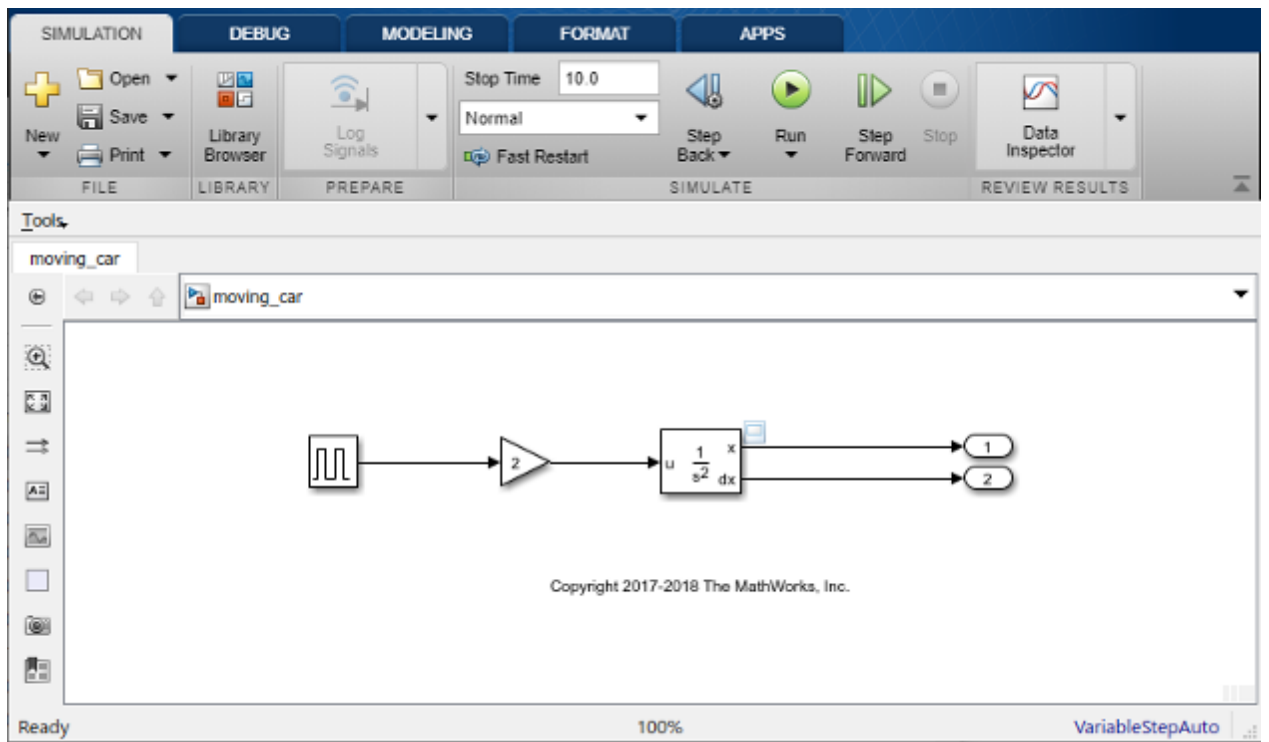 SIMULATION DEBUG MODELING FORMAT APPS
New
Open
Save
Print
FILE
Library
Browser
LIBRARY
Log
Signals
PREPARE
Stop Time 10.0
Normal
Fast Restart
Step
Back
Run
Step
Forward
Stop
SIMULATE
Data
Inspector
REVIEW RESULTS
Tools
moving_car
moving_car
2
u 1 x
s2 dx
1
2
Copyright 2017-2018 The MathWorks, Inc.
Ready 100% VariableStepAuto